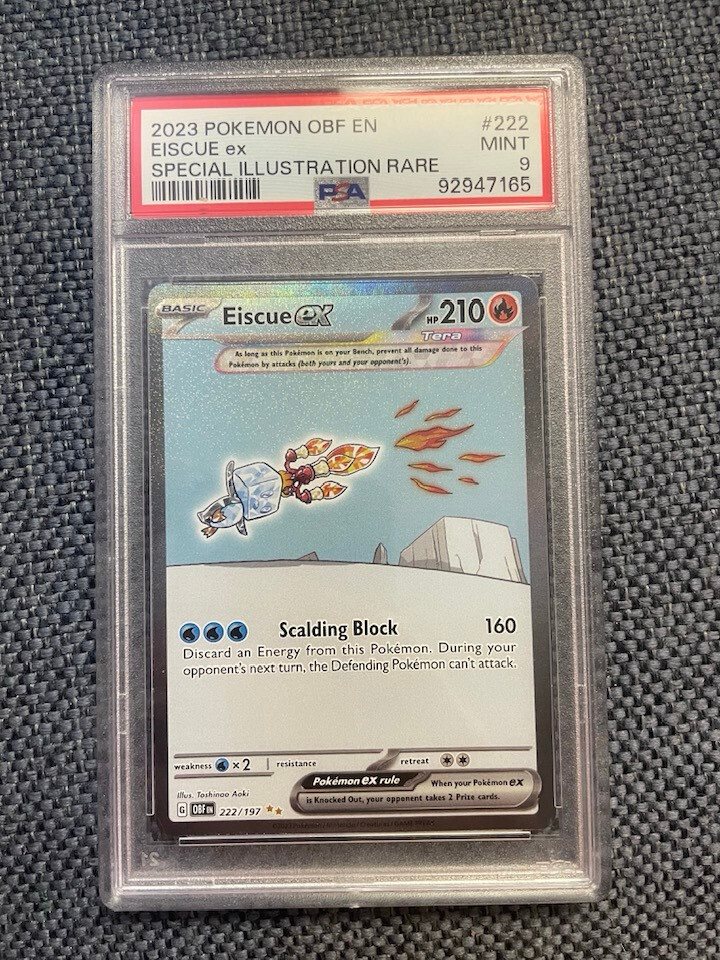 2023 POKEMON OBF EN #222
EISCUE ex MINT
SPECIAL ILLUSTRATION RARE 9
PSA 92947165
BASIC Eiscue ex HP 210
Tera
As long as this Pokémon is on your Bench, prevent all damage done to this
Pokémon by attacks (both yours and your opponent's).
Scalding Block 160
Discard an Energy from this Pokémon. During your
opponent's next turn, the Defending Pokémon can't attack.
weakness ×2 resistance retreat
Pokémon ex rule When your Pokémon ex
is Knocked Out, your opponent takes 2 Prize cards.
Illus. Toshinao Aoki
G OBF EN 222/197